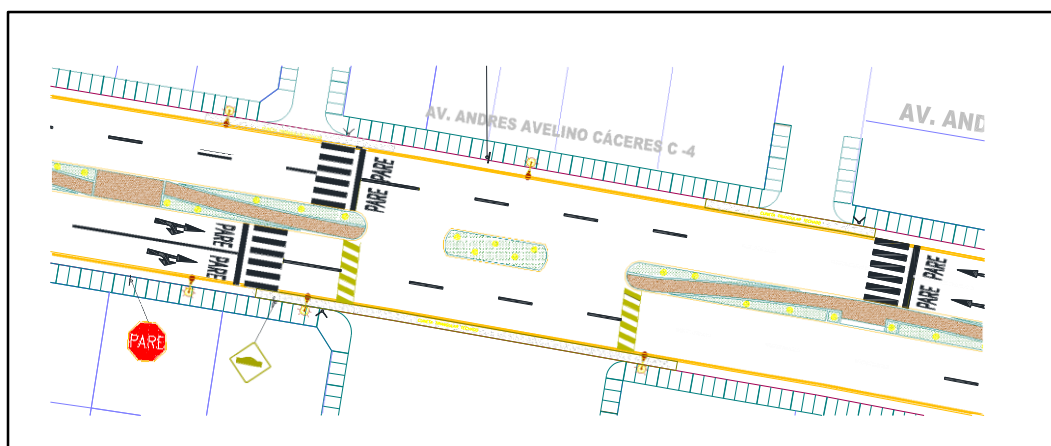 AV. ANDRES AVELINO CÁCERES C -4
AV. AND
PARE PARE
PARE PARE
PARE PARE
PARE